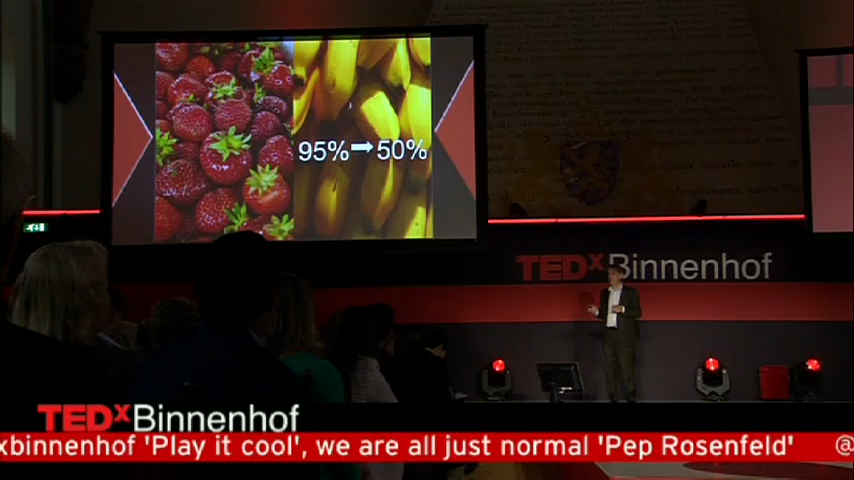 95%➡50%
TEDxBinnenhof
TEDxBinnenhof
xbinnenhof 'Play it cool', we are all just normal 'Pep Rosenfeld' @